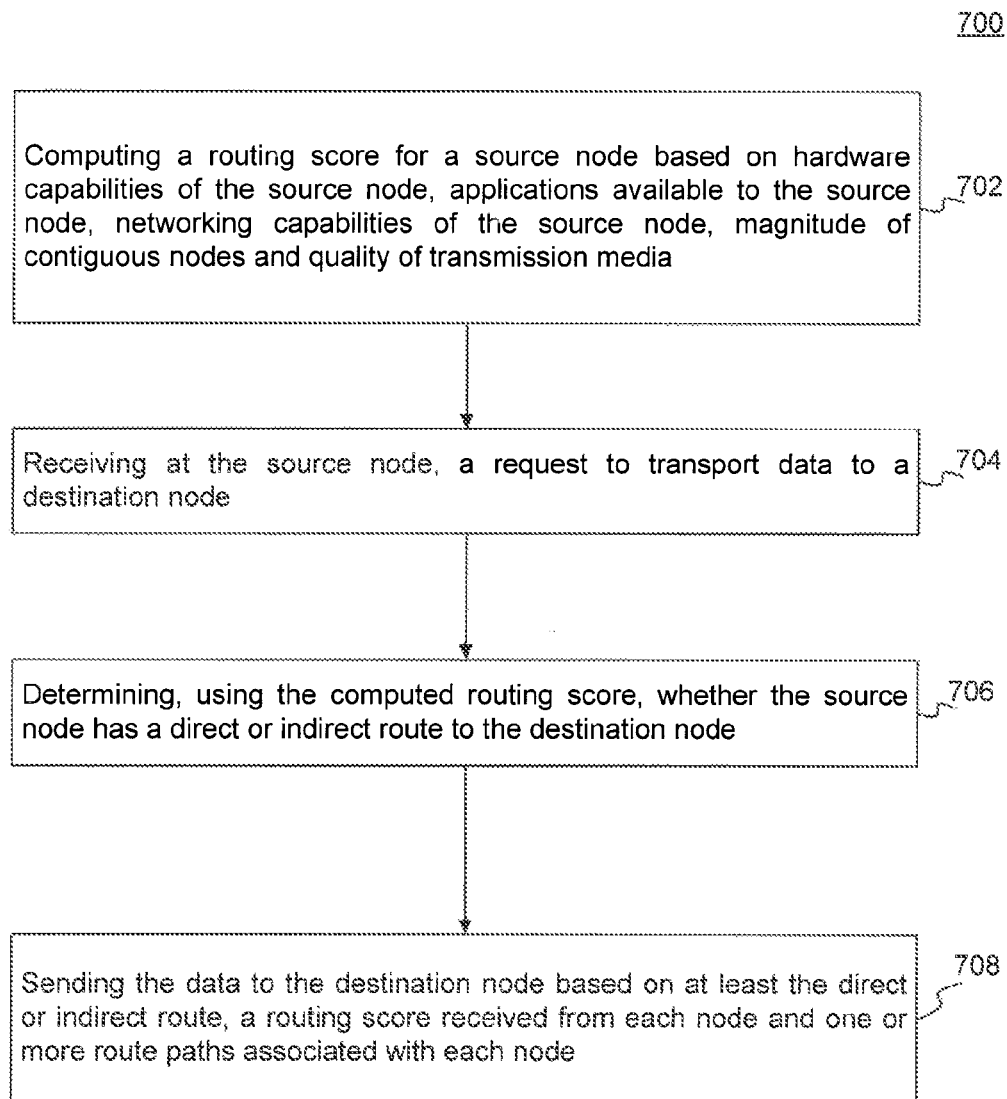 700
Computing a routing score for a source node based on hardware
capabilities of the source node, applications available to the source
node, networking capabilities of the source node, magnitude of
contiguous nodes and quality of transmission media
702
Receiving at the source node, a request to transport data to a
destination node
704
Determining, using the computed routing score, whether the source
node has a direct or indirect route to the destination node
706
Sending the data to the destination node based on at least the direct
or indirect route, a routing score received from each node and one or
more route paths associated with each node
708